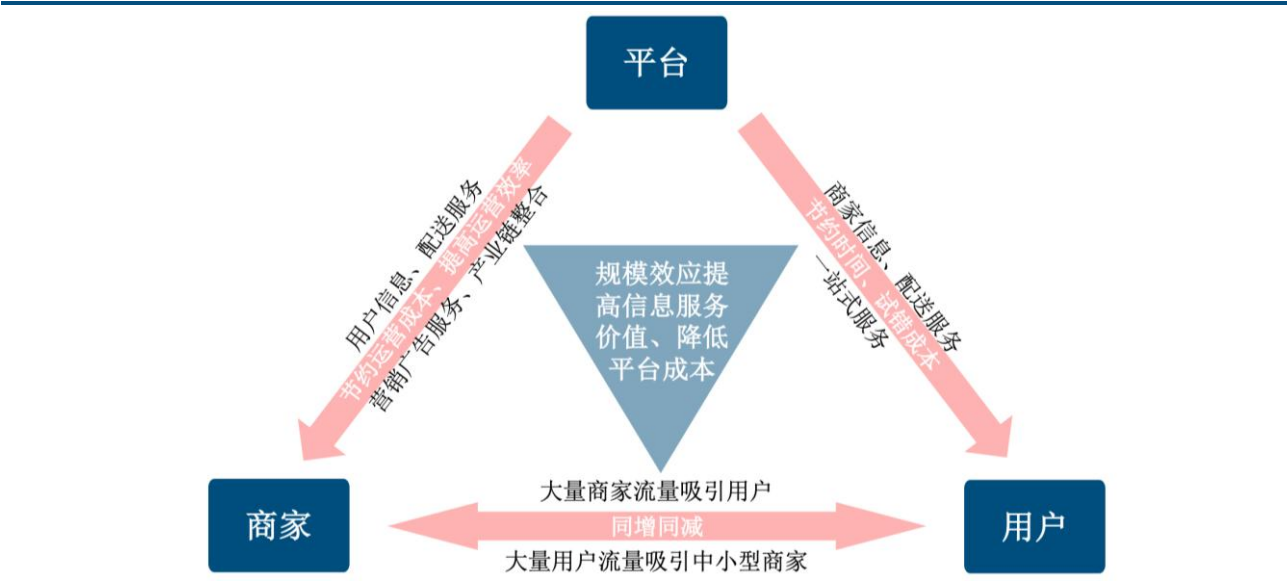 平台
用户信息、配送服务
节约运营成本、提高运营效率
营销广告服务、产业链整合
商家信息、配送服务
节约时间、试错成本
一站式服务
规模效应提
高信息服务
价值、降低
平台成本
商家
大量商家流量吸引用户
同增同减
大量用户流量吸引中小型商家
用户